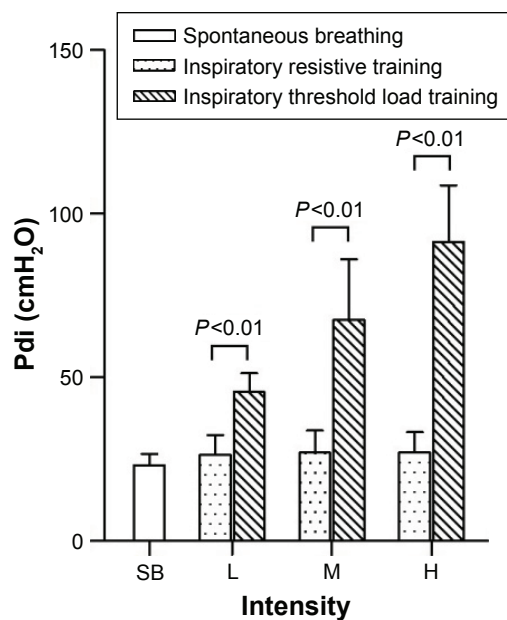 150
100
50
0
Pdi (cmH₂O)
Spontaneous breathing
Inspiratory resistive training
Inspiratory threshold load training
P<0.01
P<0.01
P<0.01
SB
L
M
H
Intensity